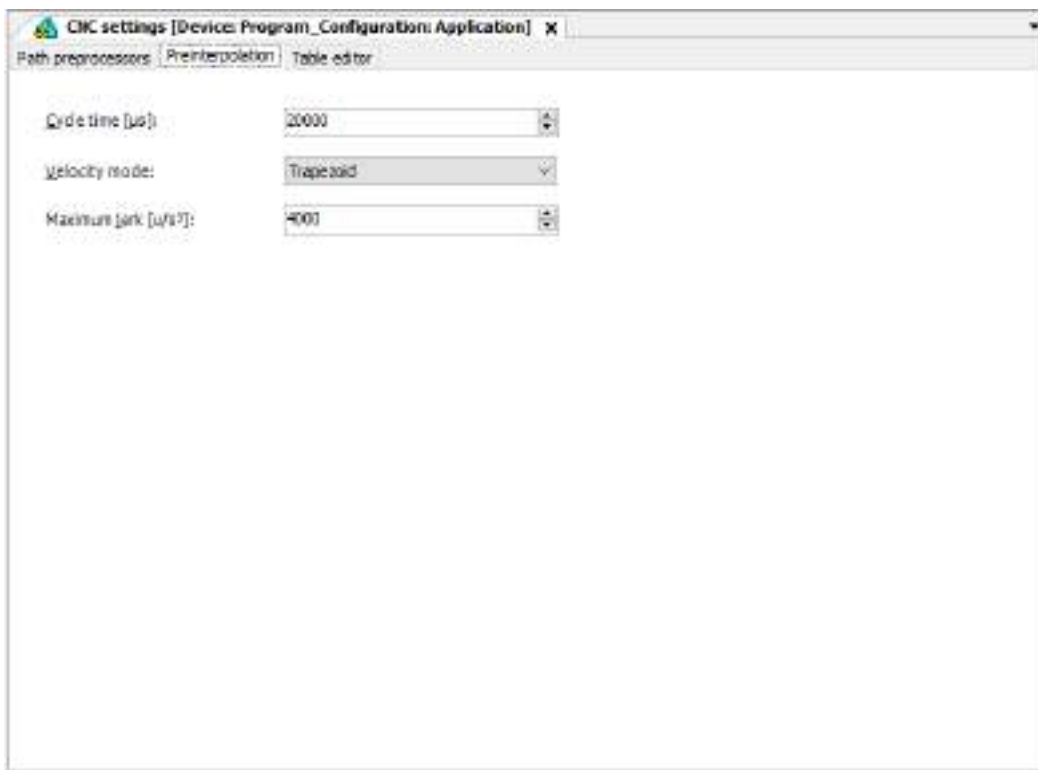 CNC settings [Device: Program_Configuration: Application] x
Path preprocessors Preinterpolation Table editor
Cycle time [µs]: 20000
Velocity mode: Trapezoid
Maximum jerk [u/s³]: 4000